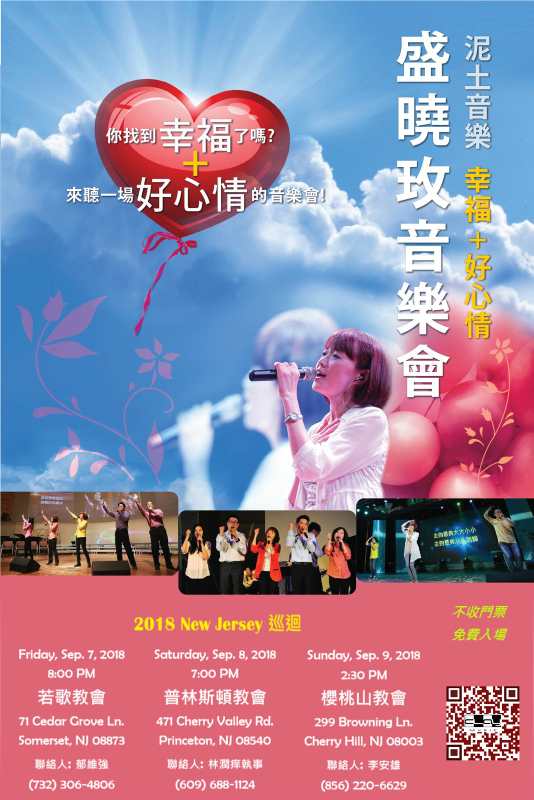 泥土音樂 幸福+好心情
盛曉玫音樂會
你找到幸福了嗎?
+
來聽一場好心情的音樂會!
2018 New Jersey 巡迴
不收門票
免費入場
Friday, Sep. 7, 2018
8:00 PM
若歌教會
71 Cedar Grove Ln.
Somerset, NJ 08873
聯絡人: 郁維強
(732) 306-4806
Saturday, Sep. 8, 2018
7:00 PM
普林斯頓教會
471 Cherry Valley Rd.
Princeton, NJ 08540
聯絡人: 林潤痒執事
(609) 688-1124
Sunday, Sep. 9, 2018
2:30 PM
櫻桃山教會
299 Browning Ln.
Cherry Hill, NJ 08003
聯絡人: 李安雄
(856) 220-6629